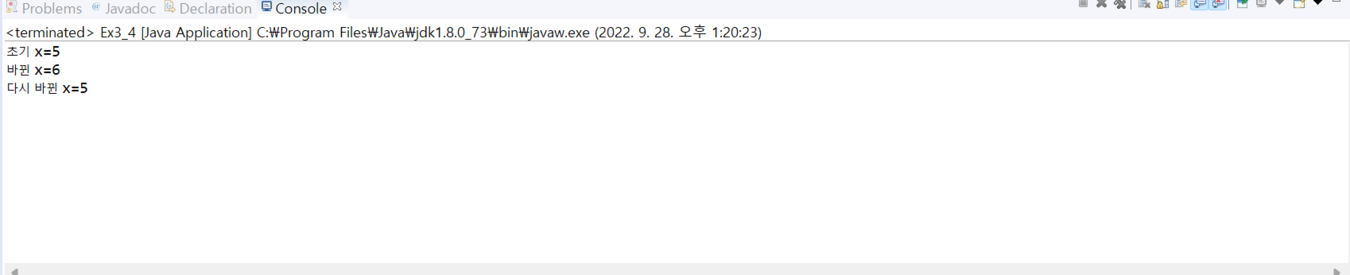 Problems Javadoc Declaration Console
<terminated> Ex3_4 [Java Application] C:₩Program Files₩Java₩jdk1.8.0_73₩bin₩javaw.exe (2022. 9. 28. 오후 1:20:23)
초기 x=5
바뀐 x=6
다시 바뀐 x=5